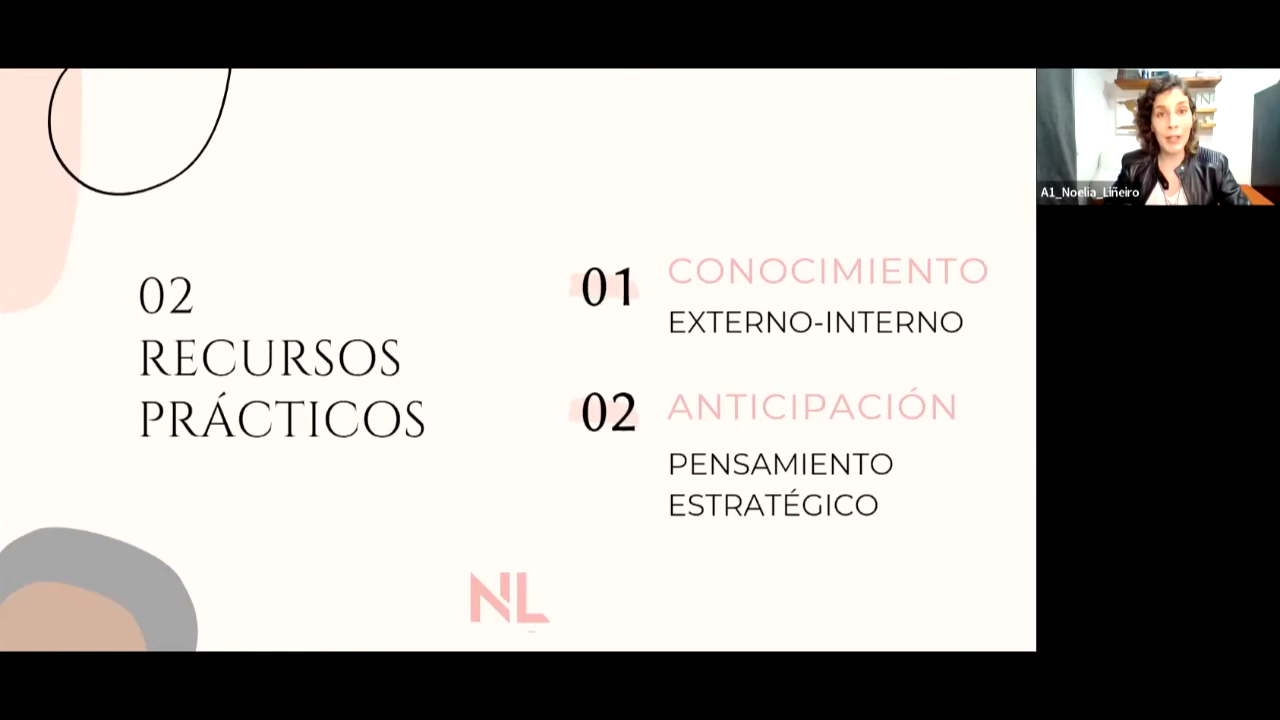 02
RECURSOS
PRÁCTICOS
01
CONOCIMIENTO
EXTERNO-INTERNO
02
ANTICIPACIÓN
PENSAMIENTO
ESTRATÉGICO
NL
A1_Noelia_Liñeiro